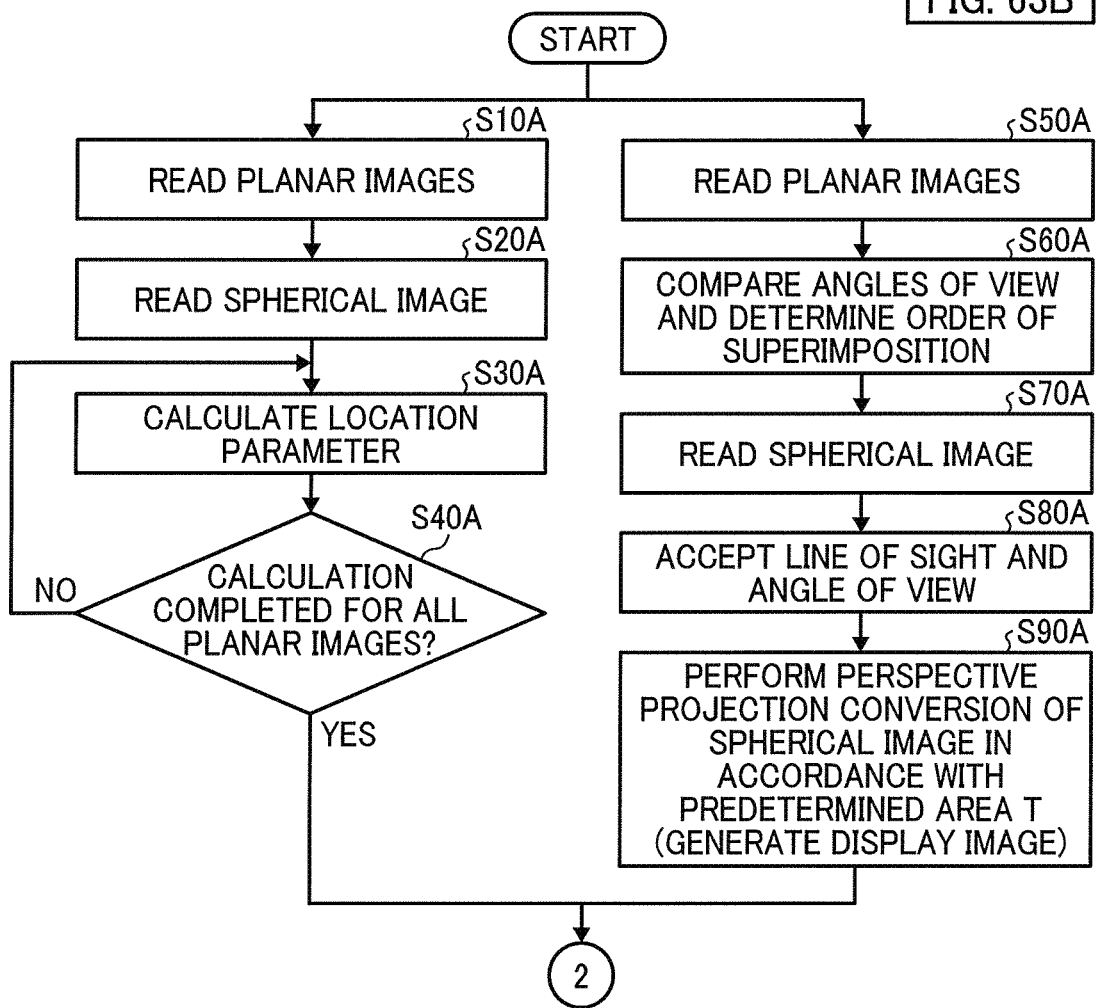 FIG. 63B
START
S10A
READ PLANAR IMAGES
S20A
READ SPHERICAL IMAGE
S30A
CALCULATE LOCATION
PARAMETER
S40A
CALCULATION
COMPLETED FOR ALL
PLANAR IMAGES?
NO
YES
S50A
READ PLANAR IMAGES
S60A
COMPARE ANGLES OF VIEW
AND DETERMINE ORDER OF
SUPERIMPOSITION
S70A
READ SPHERICAL IMAGE
S80A
ACCEPT LINE OF SIGHT AND
ANGLE OF VIEW
S90A
PERFORM PERSPECTIVE
PROJECTION CONVERSION OF
SPHERICAL IMAGE IN
ACCORDANCE WITH
PREDETERMINED AREA T
(GENERATE DISPLAY IMAGE)
2